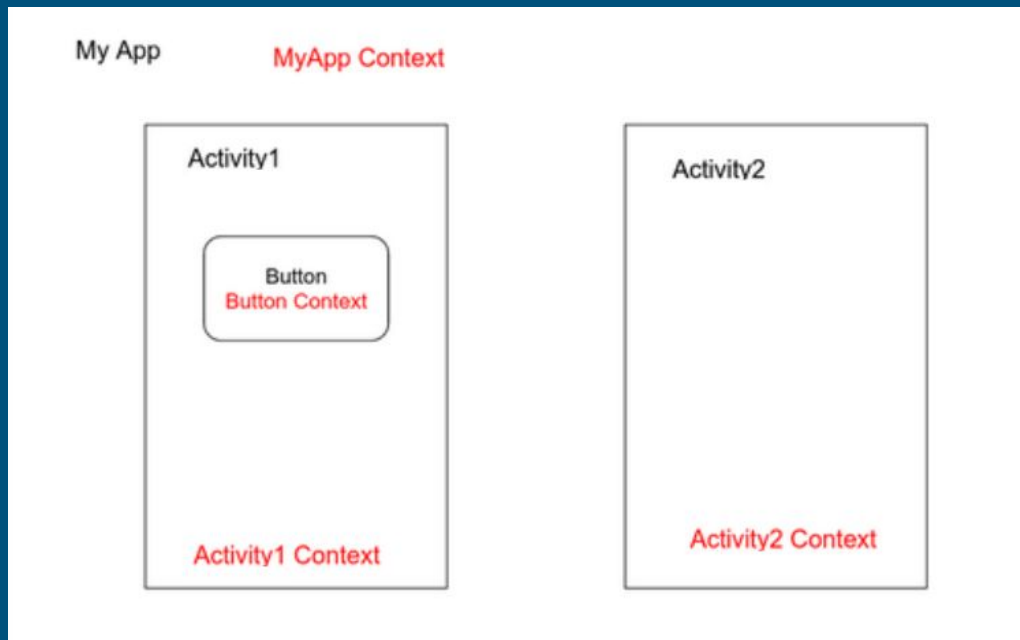 My App
MyApp Context
Activity1
Button
Button Context
Activity1 Context
Activity2
Activity2 Context